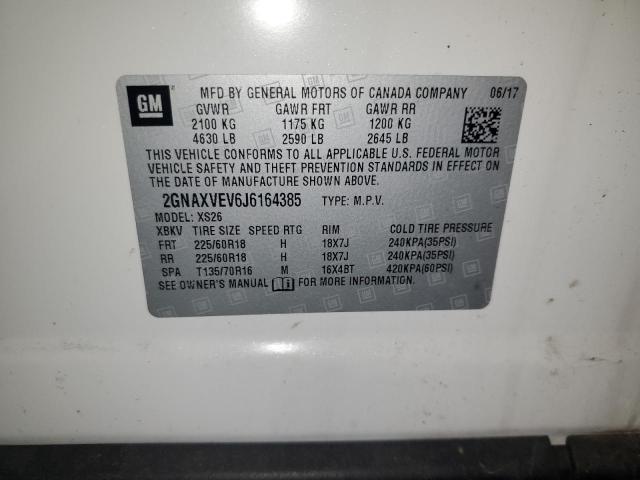 GM
MFD BY GENERAL MOTORS OF CANADA COMPANY 06/17
GVWR GAWR FRT GAWR RR
2100 KG 1175 KG 1200 KG
4630 LB 2590 LB 2645 LB
THIS VEHICLE CONFORMS TO ALL APPLICABLE U.S. FEDERAL MOTOR
VEHICLE SAFETY AND THEFT PREVENTION STANDARDS IN EFFECT ON
THE DATE OF MANUFACTURE SHOWN ABOVE.
2GNAXVEV6J6164385 TYPE: M.P.V.
MODEL: XS26
XBKV TIRE SIZE SPEED RTG RIM COLD TIRE PRESSURE
FRT 225/60R18 H 18X7J 240KPA(35PSI)
RR 225/60R18 H 18X7J 240KPA(35PSI)
SPA T135/70R16 M 16X4BT 420KPA(60PSI)
SEE OWNER'S MANUAL FOR MORE INFORMATION.